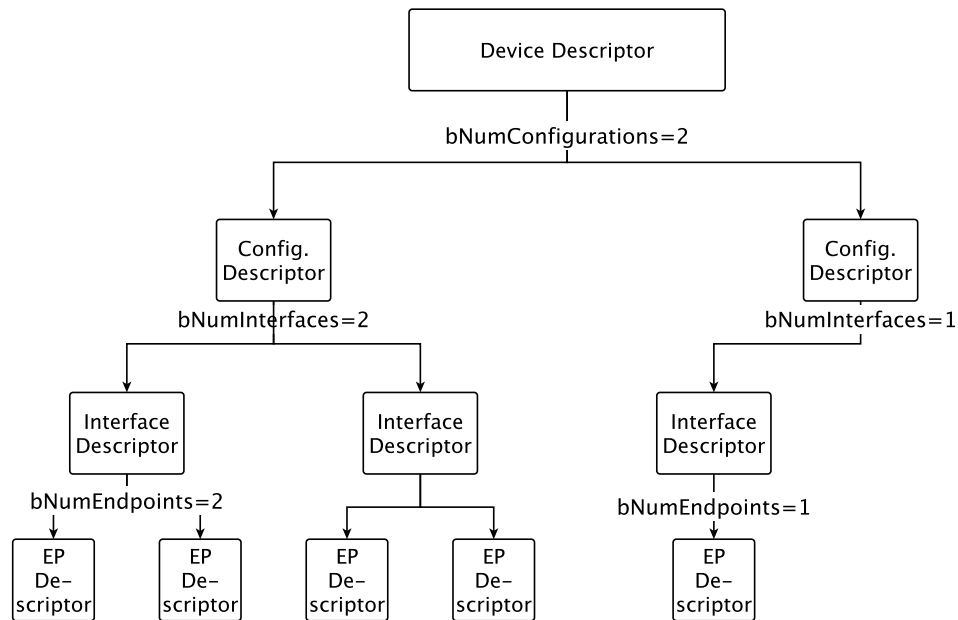 Device Descriptor
bNumConfigurations=2
Config.
Descriptor
Config.
Descriptor
bNumInterfaces=2
bNumInterfaces=1
Interface
Descriptor
Interface
Descriptor
Interface
Descriptor
bNumEndpoints=2
bNumEndpoints=1
EP
De-
scriptor
EP
De-
scriptor
EP
De-
scriptor
EP
De-
scriptor
EP
De-
scriptor